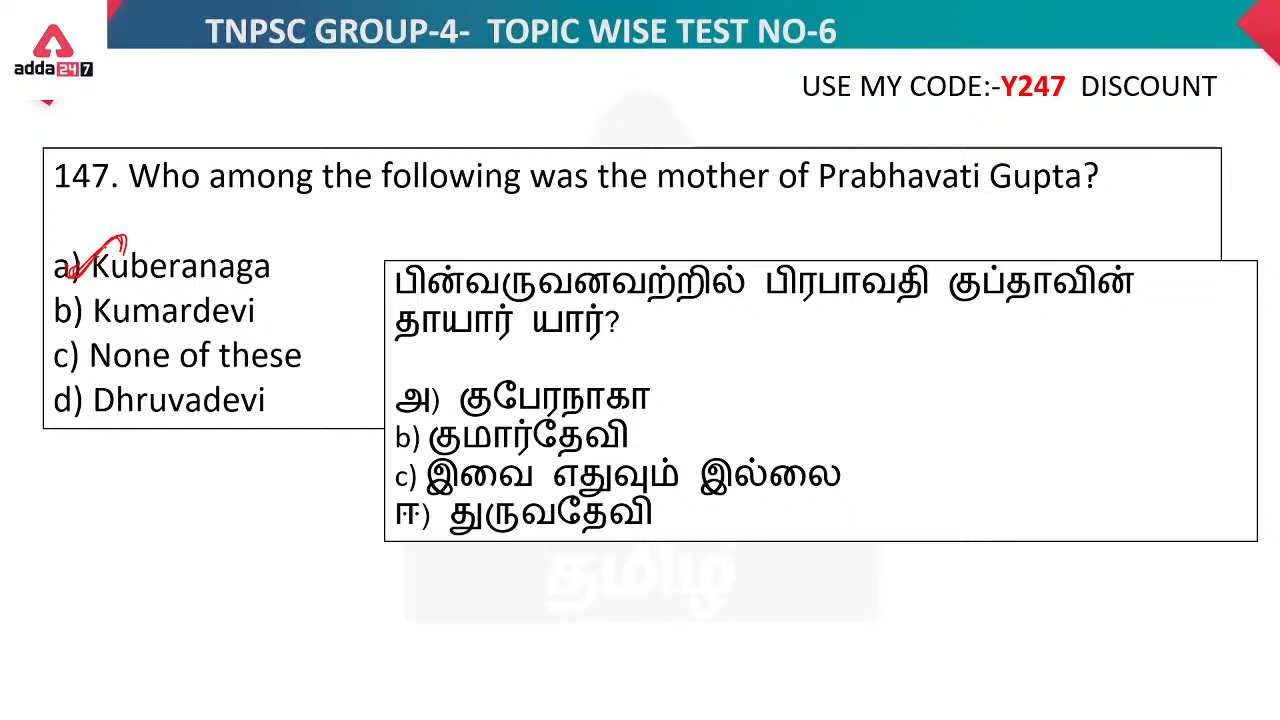 TNPSC GROUP-4- TOPIC WISE TEST NO-6
adda247
USE MY CODE:-Y247 DISCOUNT
147. Who among the following was the mother of Prabhavati Gupta?
a) Kuberanaga
b) Kumardevi
c) None of these
d) Dhruvadevi
பின்வருவனவற்றில் பிரபாவதி குப்தாவின்
தாயார் யார்?
அ) குபேரநாகா
b) குமார்தேவி
c) இவை எதுவும் இல்லை
ஈ) துருவதேவி
தமிழ்